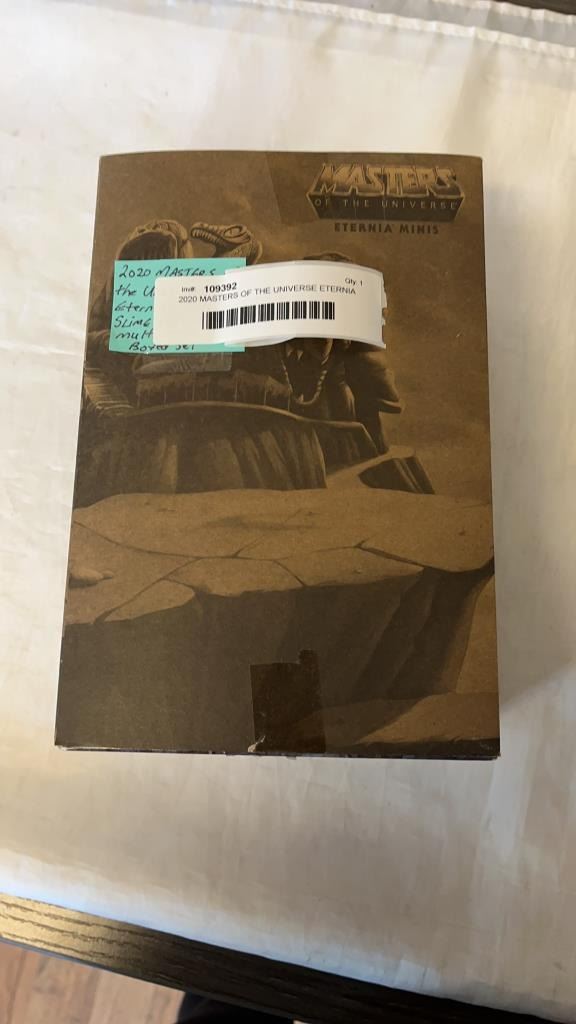 MASTERS
OF THE UNIVERSE
ETERNIA MINIS
2020 MASTERS
the U
Etern
Slime
mult
Boxed Set
Inv#: 109392
Qty. 1
2020 MASTERS OF THE UNIVERSE ETERNIA